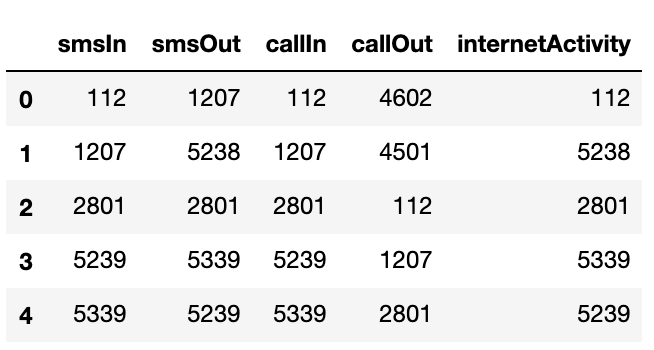 smsIn smsOut callIn callOut internetActivity
0 112 1207 112 4602 112
1 1207 5238 1207 4501 5238
2 2801 2801 2801 112 2801
3 5239 5339 5239 1207 5339
4 5339 5239 5339 2801 5239